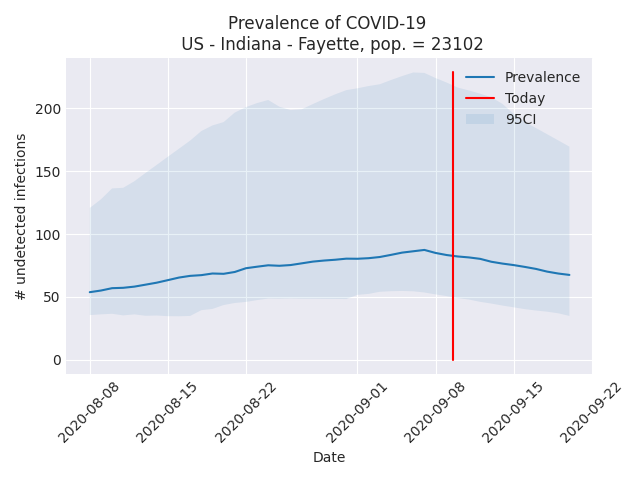 Prevalence of COVID-19
US - Indiana - Fayette, pop. = 23102
Prevalence
Today
95CI
# undetected infections
200
150
100
50
0
2020-08-08
2020-08-15
2020-08-22
2020-09-01
2020-09-08
2020-09-15
2020-09-22
Date